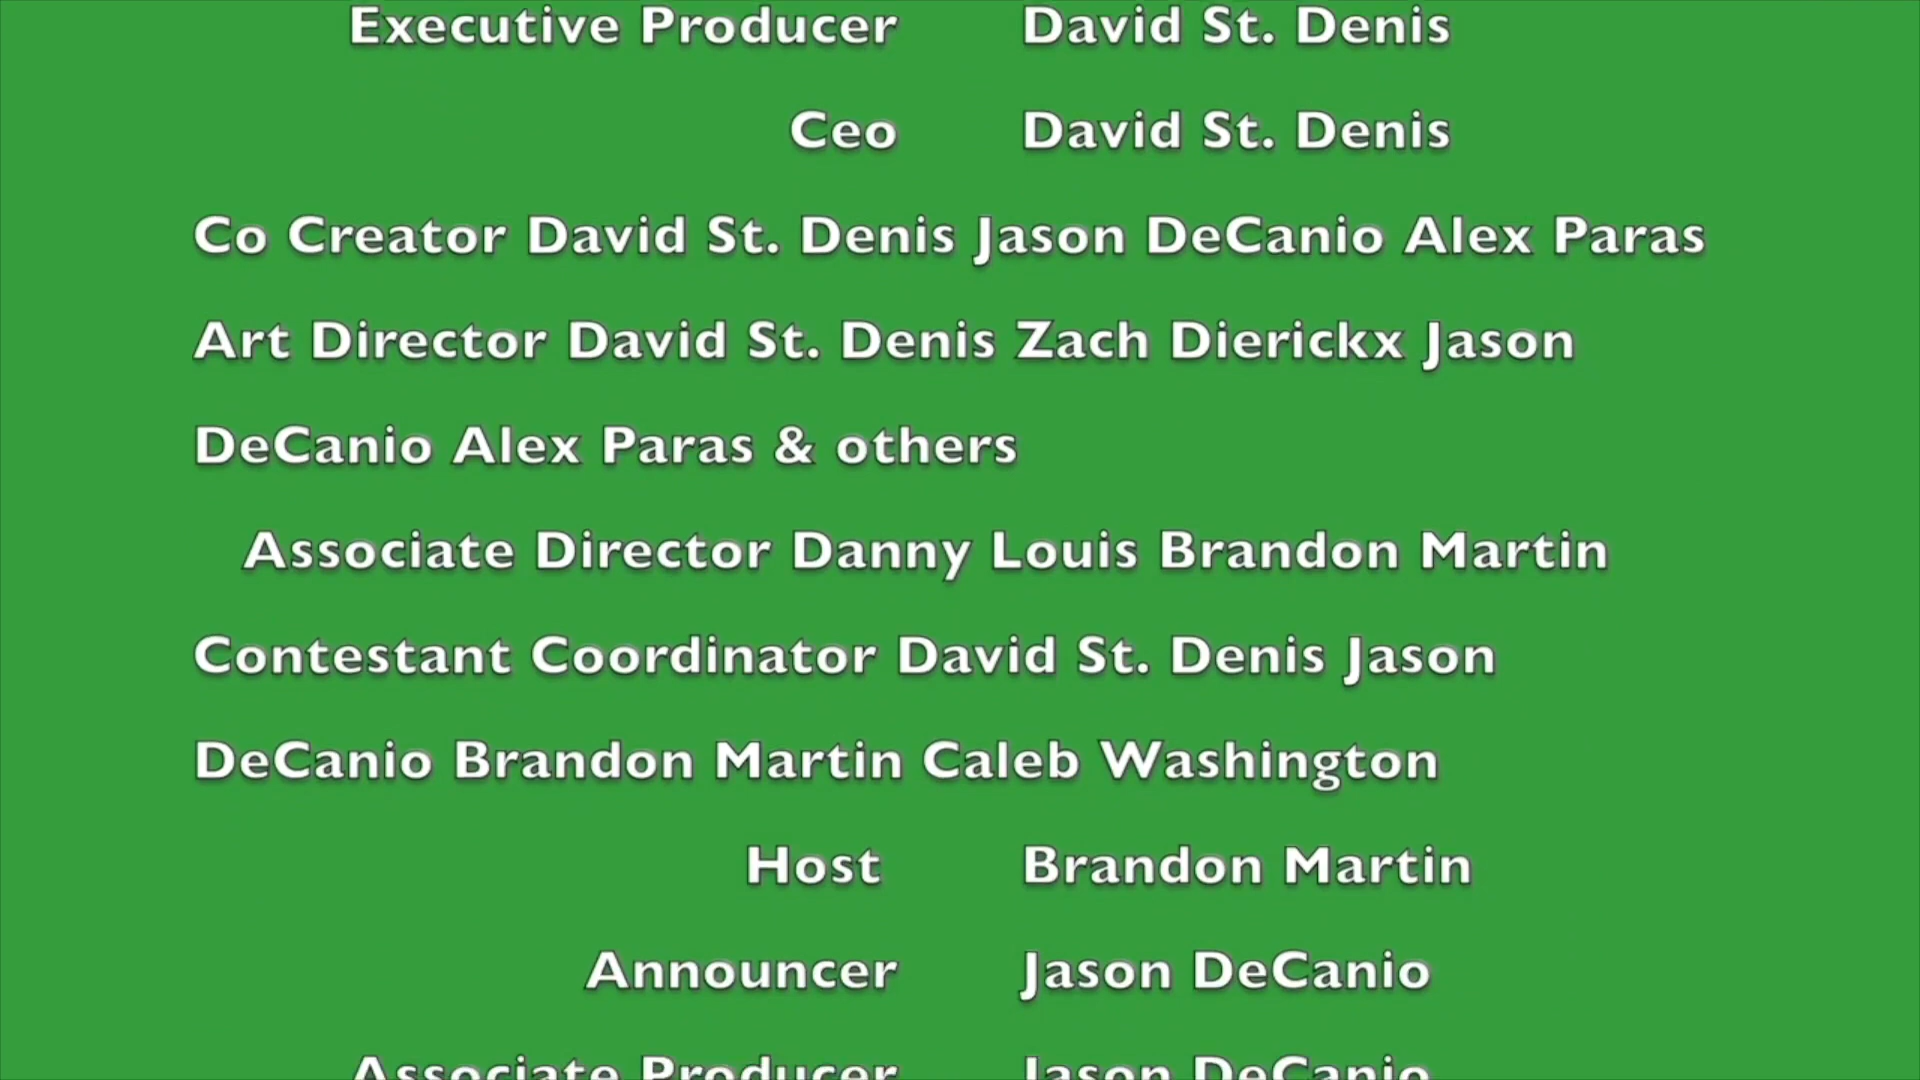 Executive Producer David St. Denis
Ceo David St. Denis
Co Creator David St. Denis Jason DeCanio Alex Paras
Art Director David St. Denis Zach Dierickx Jason
DeCanio Alex Paras & others
Associate Director Danny Louis Brandon Martin
Contestant Coordinator David St. Denis Jason
DeCanio Brandon Martin Caleb Washington
Host Brandon Martin
Announcer Jason DeCanio
Associate Producer Jason DeCanio